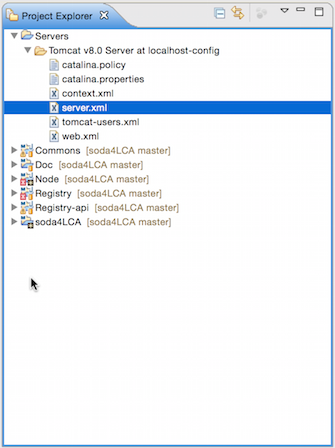 Project Explorer
Servers
Tomcat v8.0 Server at localhost-config
catalina.policy
catalina.properties
context.xml
server.xml
tomcat-users.xml
web.xml
Commons [soda4LCA master]
Doc [soda4LCA master]
Node [soda4LCA master]
Registry [soda4LCA master]
Registry-api [soda4LCA master]
soda4LCA [soda4LCA master]